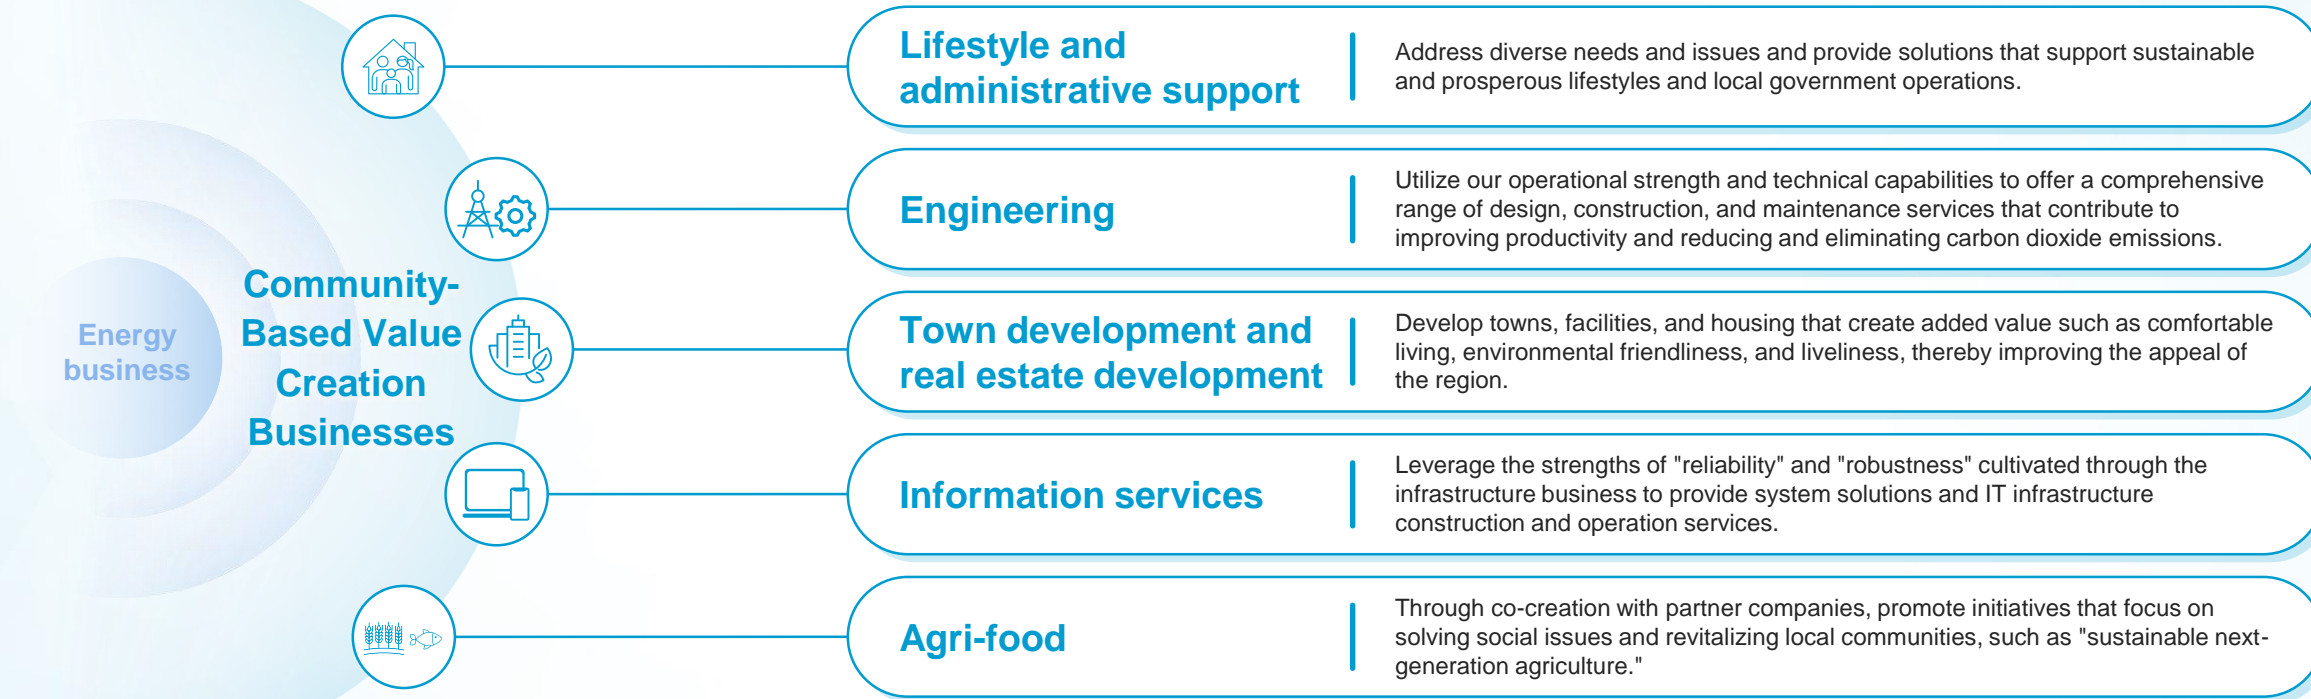 Energy
business
Community-
Based Value
Creation
Businesses
Lifestyle and
administrative support
Address diverse needs and issues and provide solutions that support sustainable
and prosperous lifestyles and local government operations.
Engineering
Utilize our operational strength and technical capabilities to offer a comprehensive
range of design, construction, and maintenance services that contribute to
improving productivity and reducing and eliminating carbon dioxide emissions.
Town development and
real estate development
Develop towns, facilities, and housing that create added value such as comfortable
living, environmental friendliness, and liveliness, thereby improving the appeal of
the region.
Information services
Leverage the strengths of "reliability" and "robustness" cultivated through the
infrastructure business to provide system solutions and IT infrastructure
construction and operation services.
Agri-food
Through co-creation with partner companies, promote initiatives that focus on
solving social issues and revitalizing local communities, such as "sustainable next-
generation agriculture."